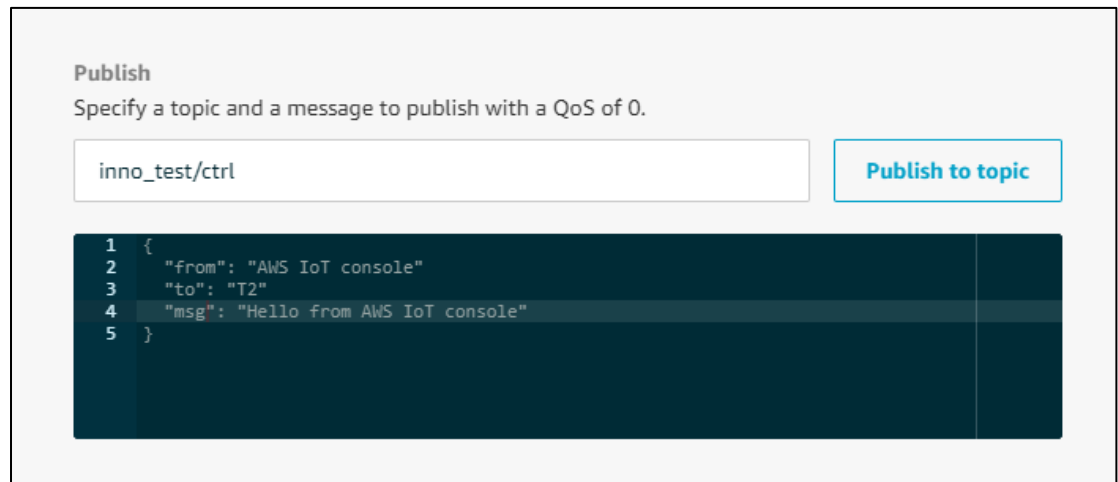 Publish
Specify a topic and a message to publish with a QoS of 0.
inno_test/ctrl Publish to topic
1 {
2 "from": "AWS IoT console"
3 "to": "T2"
4 "msg": "Hello from AWS IoT console"
5 }